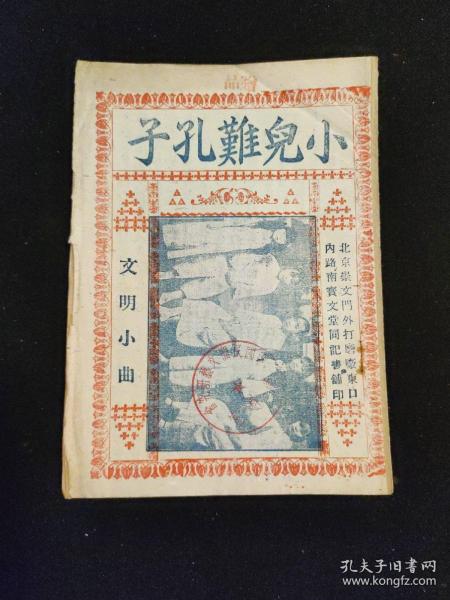 小兒難孔子
北京崇文門外打磨廠東口
內路南寶文堂同記書鋪印
文明小曲
孔夫子旧书网
www.kongfz.com